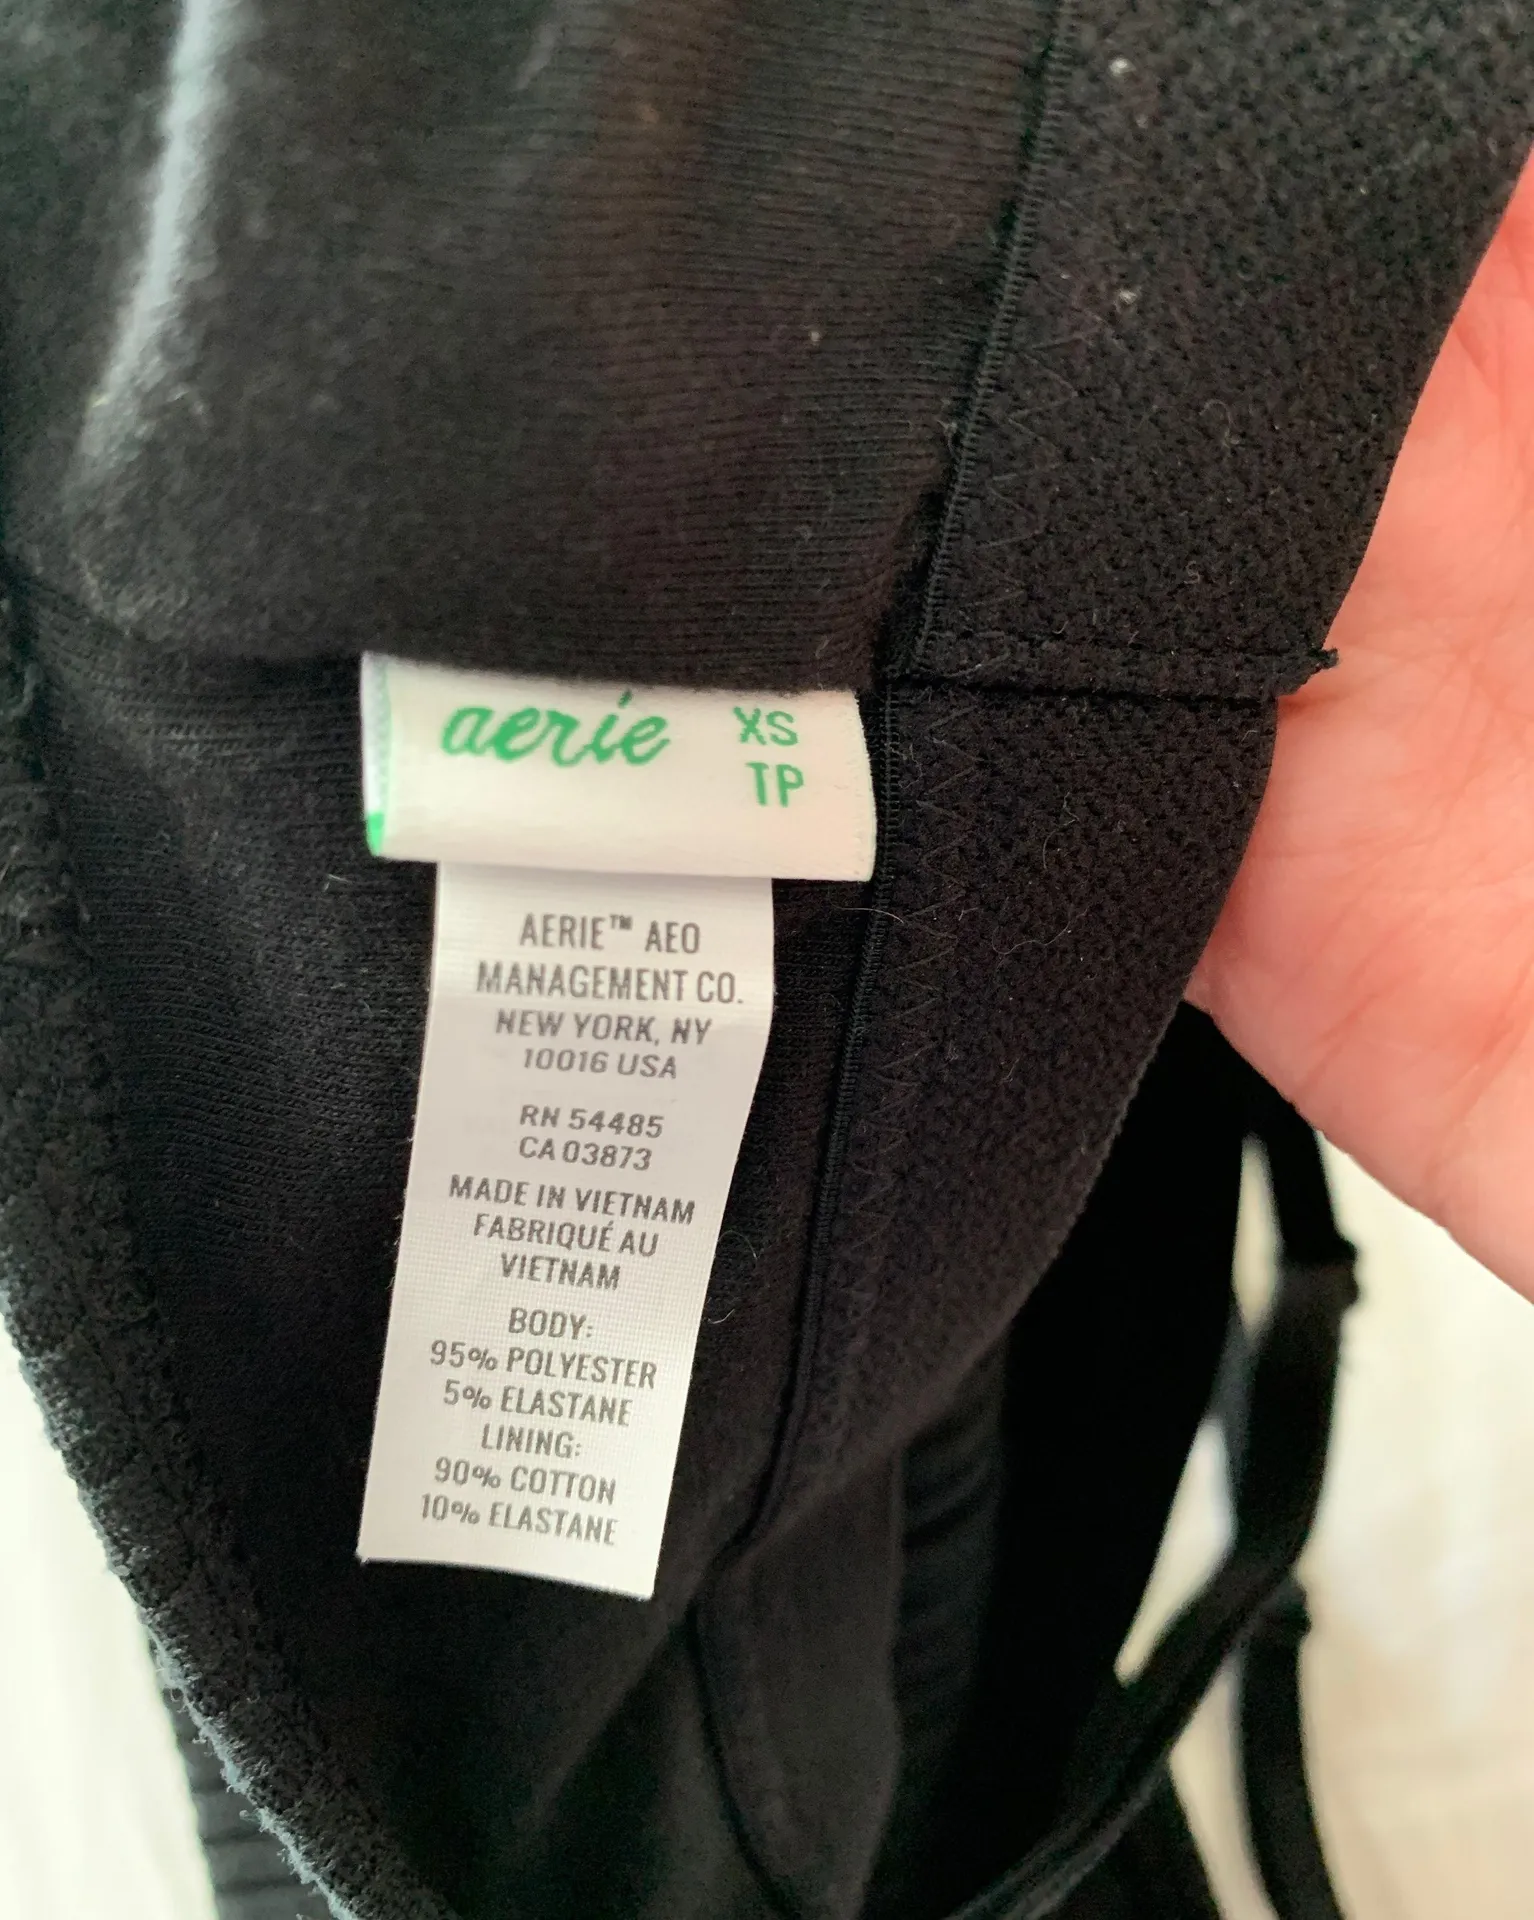 aerie XS
TP
AERIE™ AEO
MANAGEMENT CO.
NEW YORK, NY
10016 USA
RN 54485
CA 03873
MADE IN VIETNAM
FABRIQUÉ AU
VIETNAM
BODY:
95% POLYESTER
5% ELASTANE
LINING:
90% COTTON
10% ELASTANE